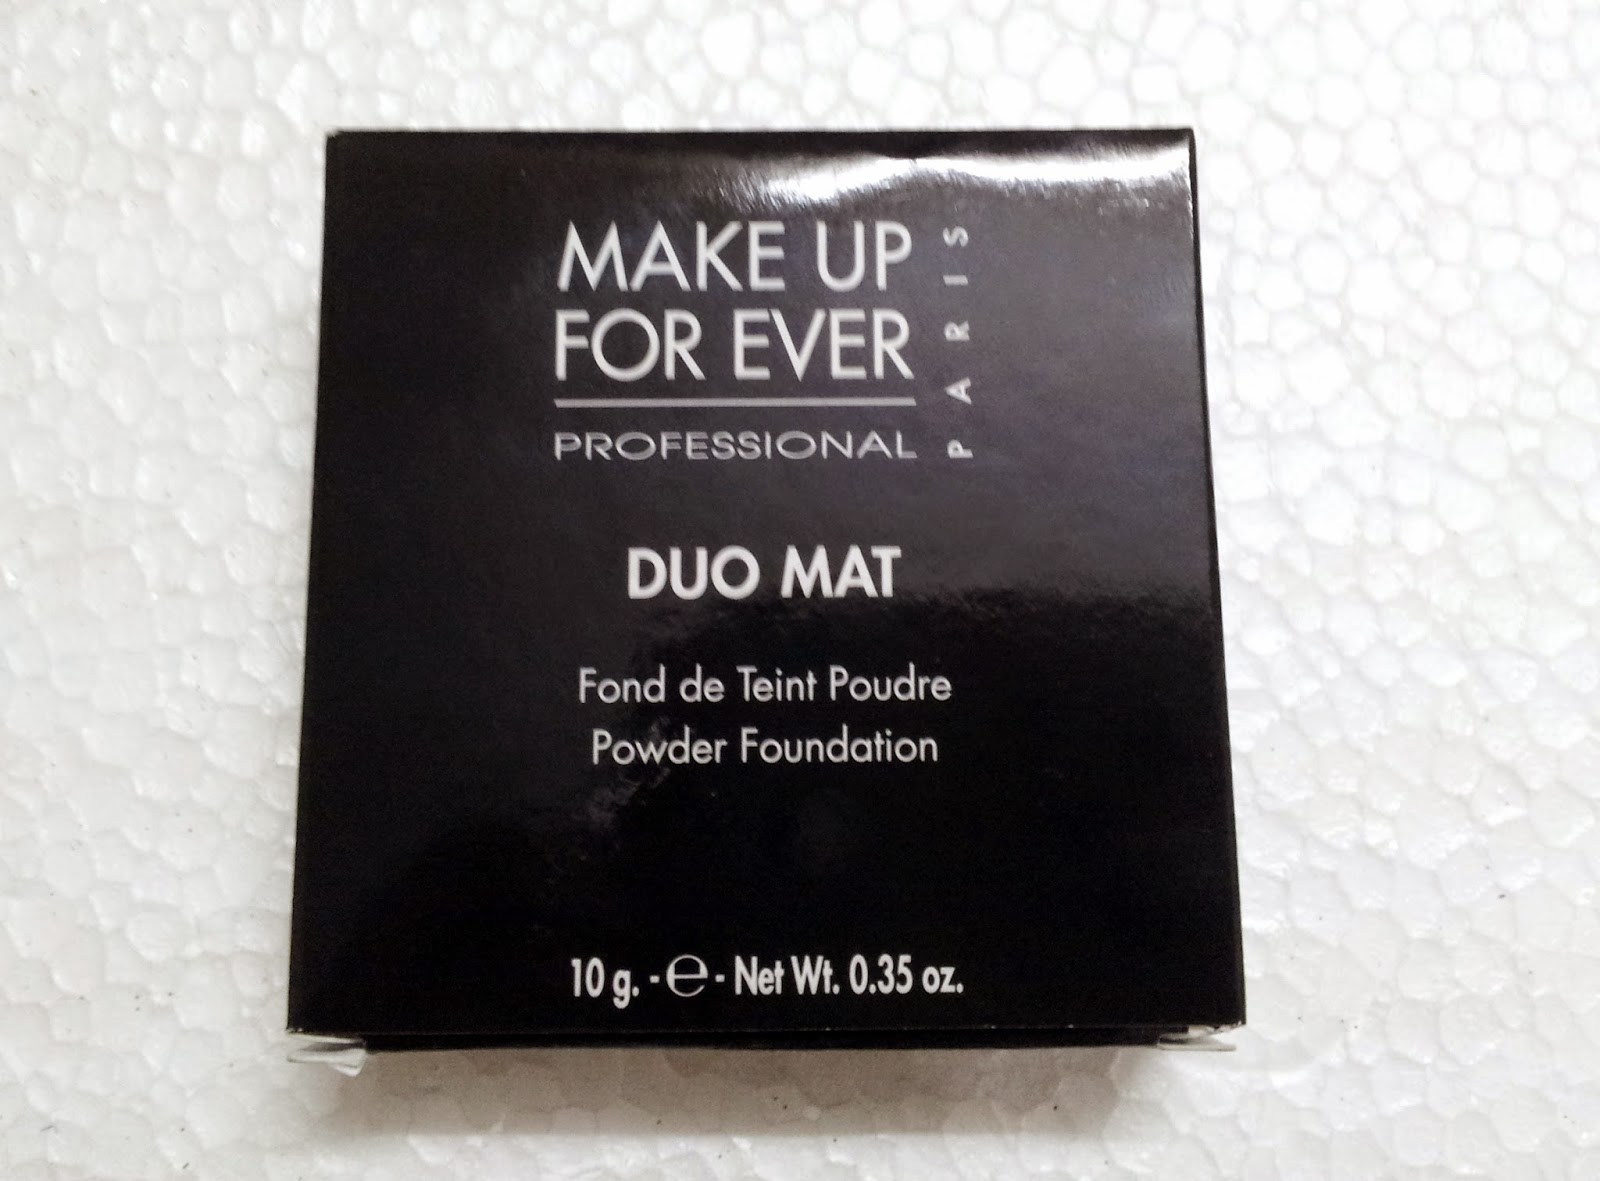 MAKE UP
FOR EVER
PROFESSIONAL
PARIS
DUO MAT
Fond de Teint Poudre
Powder Foundation
10 g. - ℮ - Net Wt. 0.35 oz.